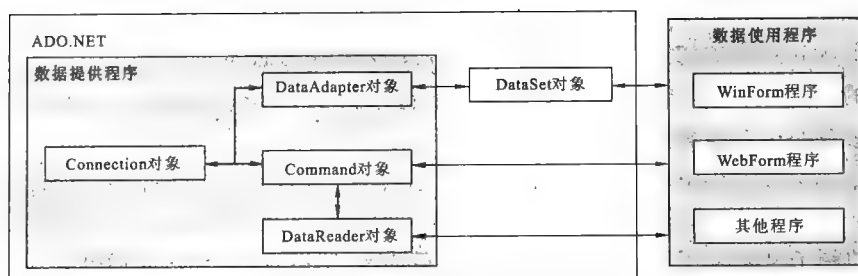 ADO.NET
数据提供程序
DataAdapter对象
Connection对象
Command对象
DataReader对象
DataSet对象
数据使用程序
WinForm程序
WebForm程序
其他程序